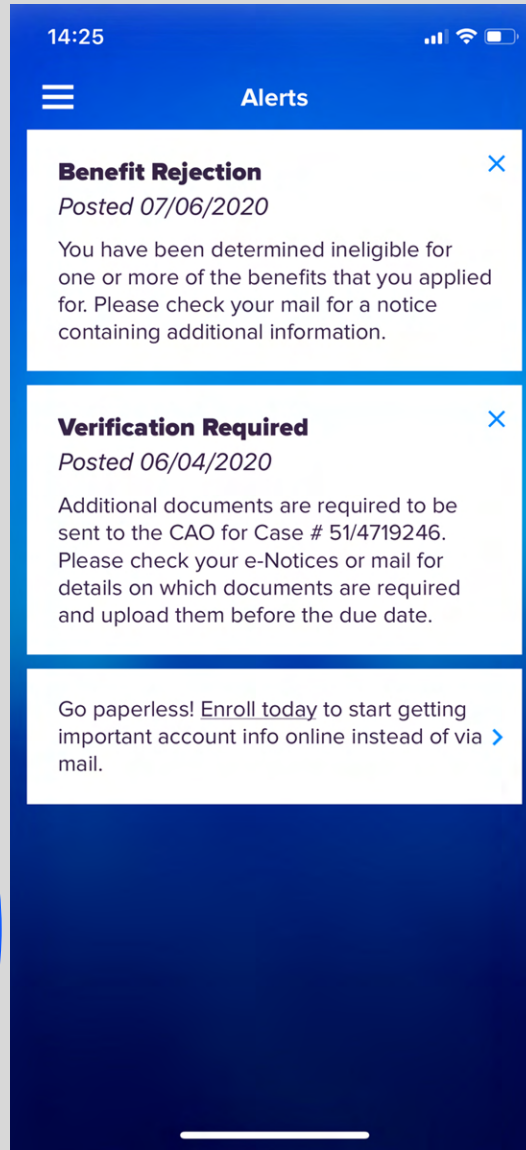 14:25
Alerts
Benefit Rejection
Posted 07/06/2020
You have been determined ineligible for
one or more of the benefits that you applied
for. Please check your mail for a notice
containing additional information.
Verification Required
Posted 06/04/2020
Additional documents are required to be
sent to the CAO for Case # 51/4719246.
Please check your e-Notices or mail for
details on which documents are required
and upload them before the due date.
Go paperless! Enroll today to start getting
important account info online instead of via
mail.